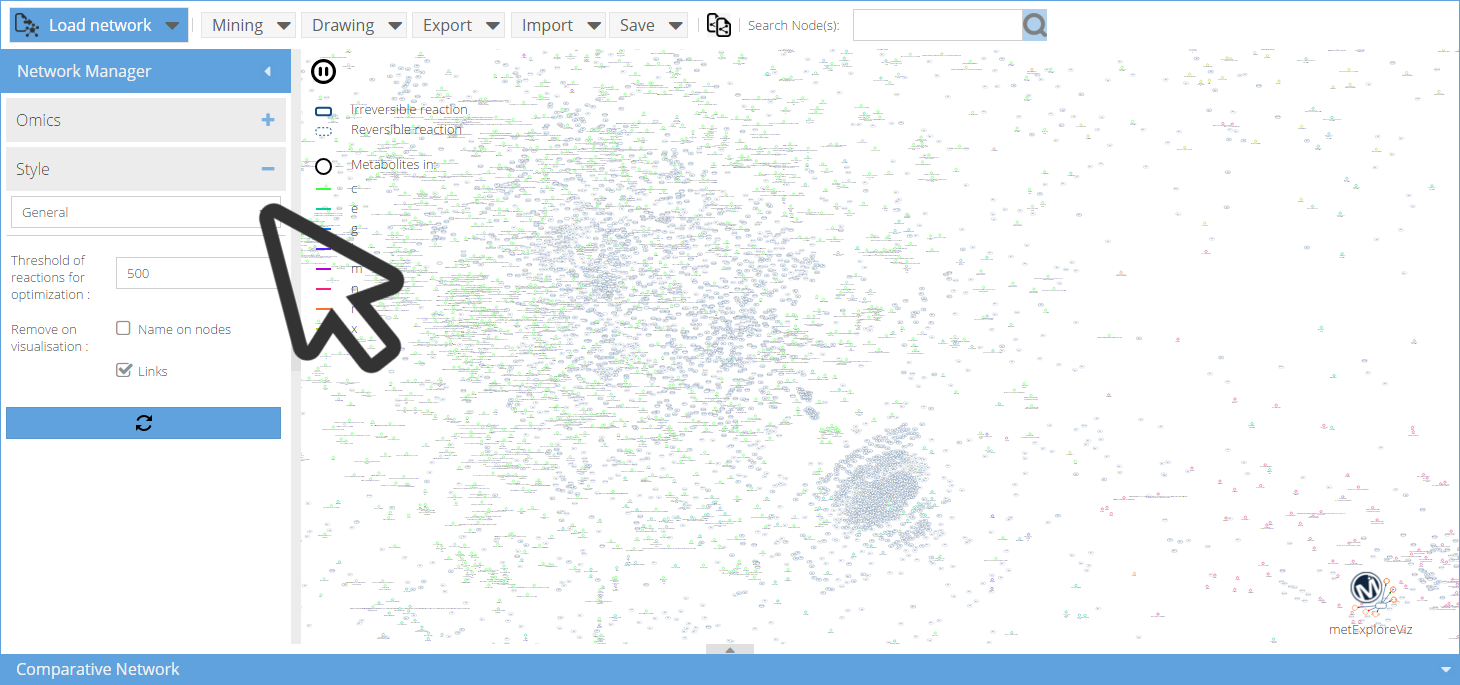 Load network
Mining
Drawing
Export
Import
Save
Search Node(s):
Network Manager
Omics
Style
General
Threshold of
reactions for
optimization :
500
Remove on
visualisation :
Name on nodes
Links
Irreversible reaction
Reversible reaction
Metabolites in:
c
e
g
m
n
r
x
metExploreViz
Comparative Network